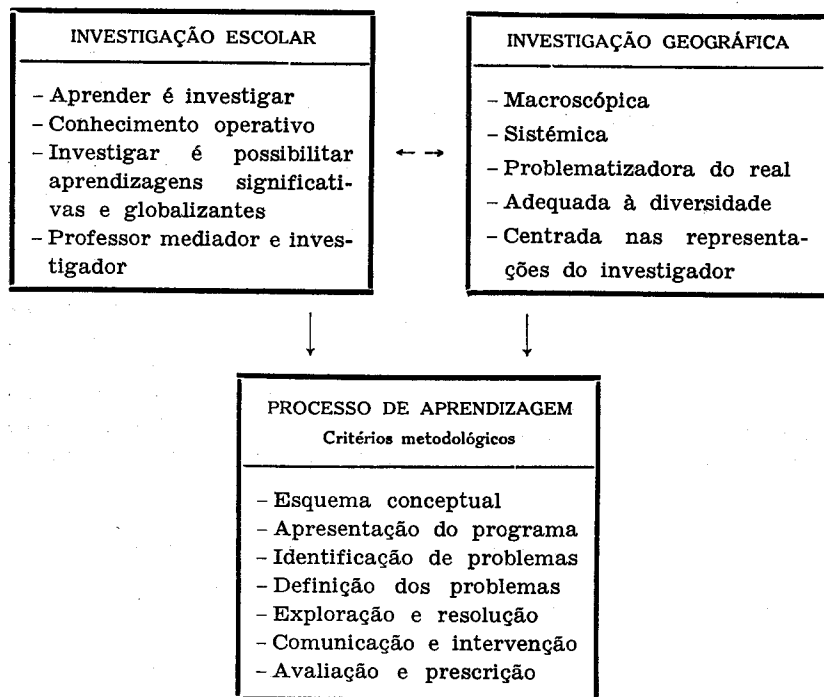 INVESTIGAÇÃO ESCOLAR
– Aprender é investigar
– Conhecimento operativo
– Investigar é possibilitar
aprendizagens significati-
vas e globalizantes
– Professor mediador e inves-
tigador
←→
INVESTIGAÇÃO GEOGRÁFICA
– Macroscópica
– Sistémica
– Problematizadora do real
– Adequada à diversidade
– Centrada nas representa-
ções do investigador
PROCESSO DE APRENDIZAGEM
Critérios metodológicos
– Esquema conceptual
– Apresentação do programa
– Identificação de problemas
– Definição dos problemas
– Exploração e resolução
– Comunicação e intervenção
– Avaliação e prescrição